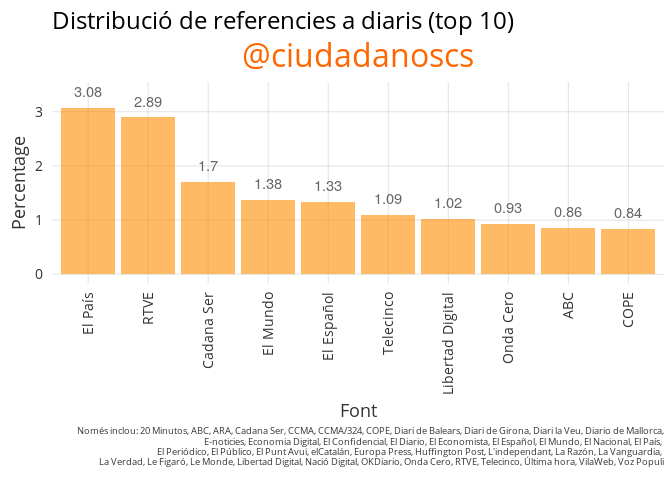 Distribució de referencies a diaris (top 10)
@ciudadanoscs
3.08
2.89
1.7
1.38
1.33
1.09
1.02
0.93
0.86
0.84
Percentage
3
2
1
0
El País
RTVE
Cadana Ser
El Mundo
El Español
Telecinco
Libertad Digital
Onda Cero
ABC
COPE
Font
Només inclou: 20 Minutos, ABC, ARA, Cadana Ser, CCMA, CCMA/324, COPE, Diari de Balears, Diari de Girona, Diari la Veu, Diario de Mallorca,
E-noticies, Economia Digital, El Confidencial, El Diario, El Economista, El Español, El Mundo, El Nacional, El País,
El Periódico, El Público, El Punt Avui, elCatalán, Europa Press, Huffington Post, L'independant, La Razón, La Vanguardia,
La Verdad, Le Figaró, Le Monde, Libertad Digital, Nació Digital, OKDiario, Onda Cero, RTVE, Telecinco, Última hora, VilaWeb, Voz Populi